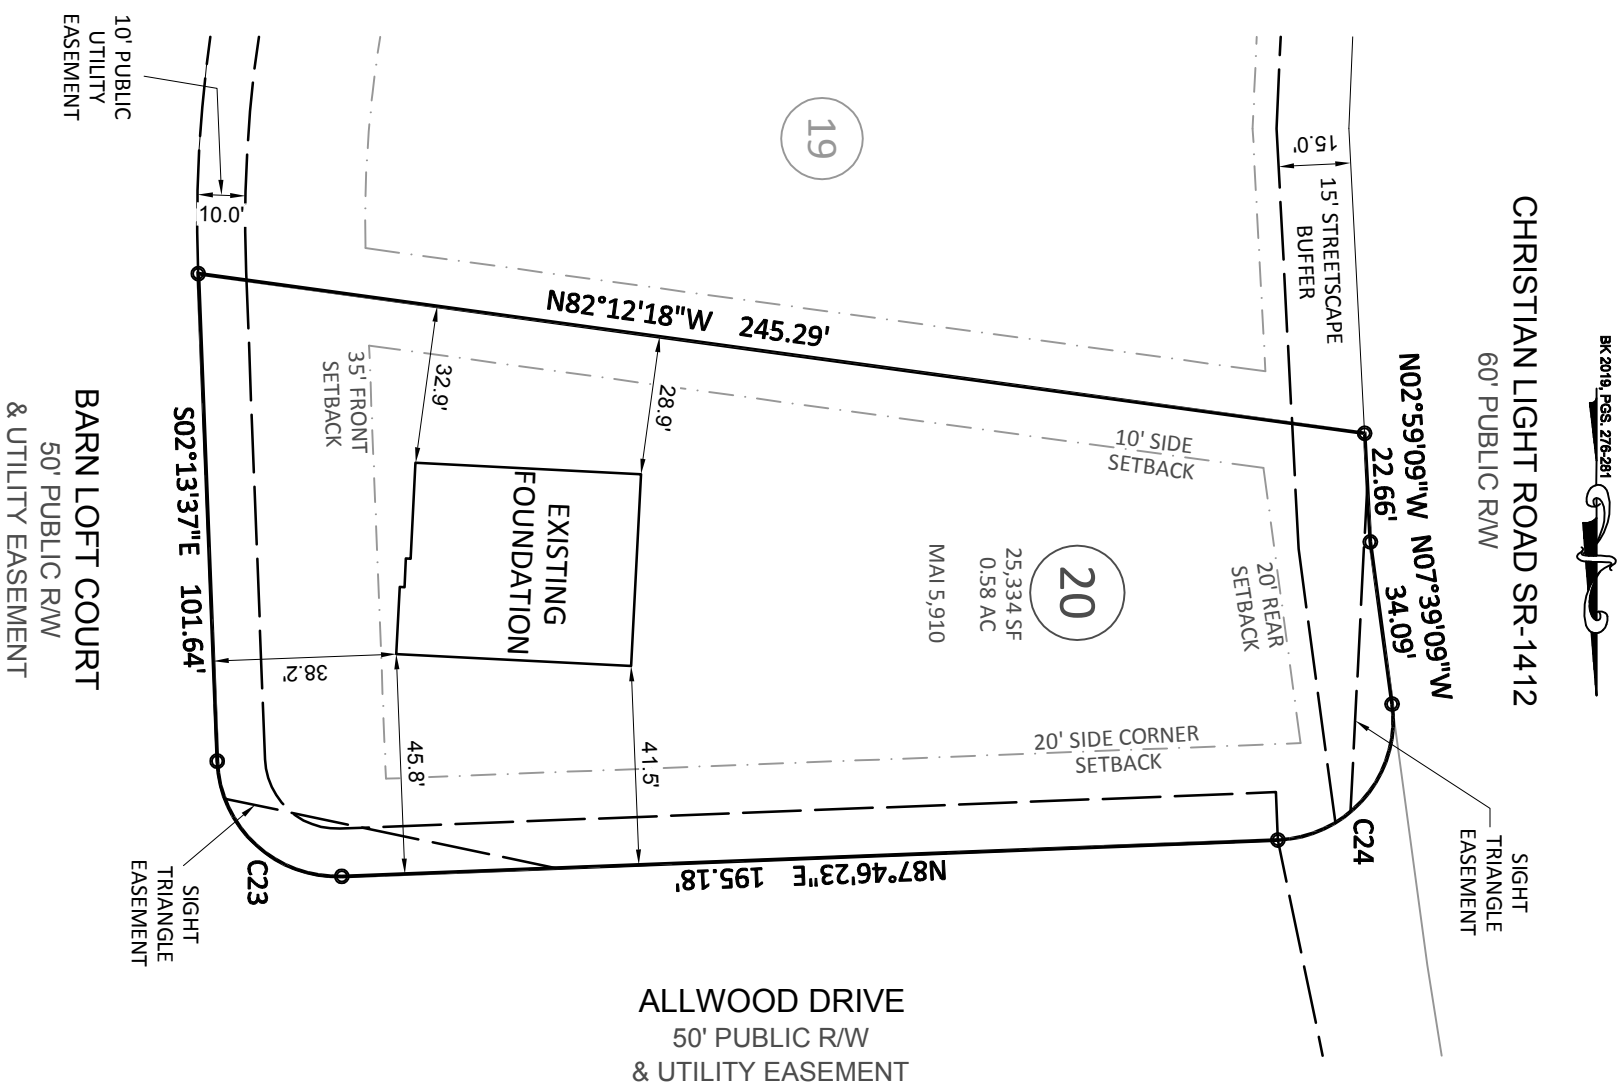 BK 2019, PGS. 276-281
CHRISTIAN LIGHT ROAD SR-1412
60' PUBLIC R/W
N02°59'09"W
22.66'
N07°39'09"W
34.09'
15.0'
15' STREETSCAPE
BUFFER
19
10' PUBLIC
UTILITY
EASEMENT
10.0'
N82°12'18"W 245.29'
32.9'
28.9'
35' FRONT
SETBACK
10' SIDE
SETBACK
20' REAR
SETBACK
20
25,334 SF
0.58 AC
MAI 5,910
EXISTING
FOUNDATION
38.2'
45.8'
41.5'
20' SIDE CORNER
SETBACK
S02°13'37"E 101.64'
BARN LOFT COURT
50' PUBLIC R/W
& UTILITY EASEMENT
C23
C24
SIGHT
TRIANGLE
EASEMENT
SIGHT
TRIANGLE
EASEMENT
N87°46'23"E 195.18'
ALLWOOD DRIVE
50' PUBLIC R/W
& UTILITY EASEMENT